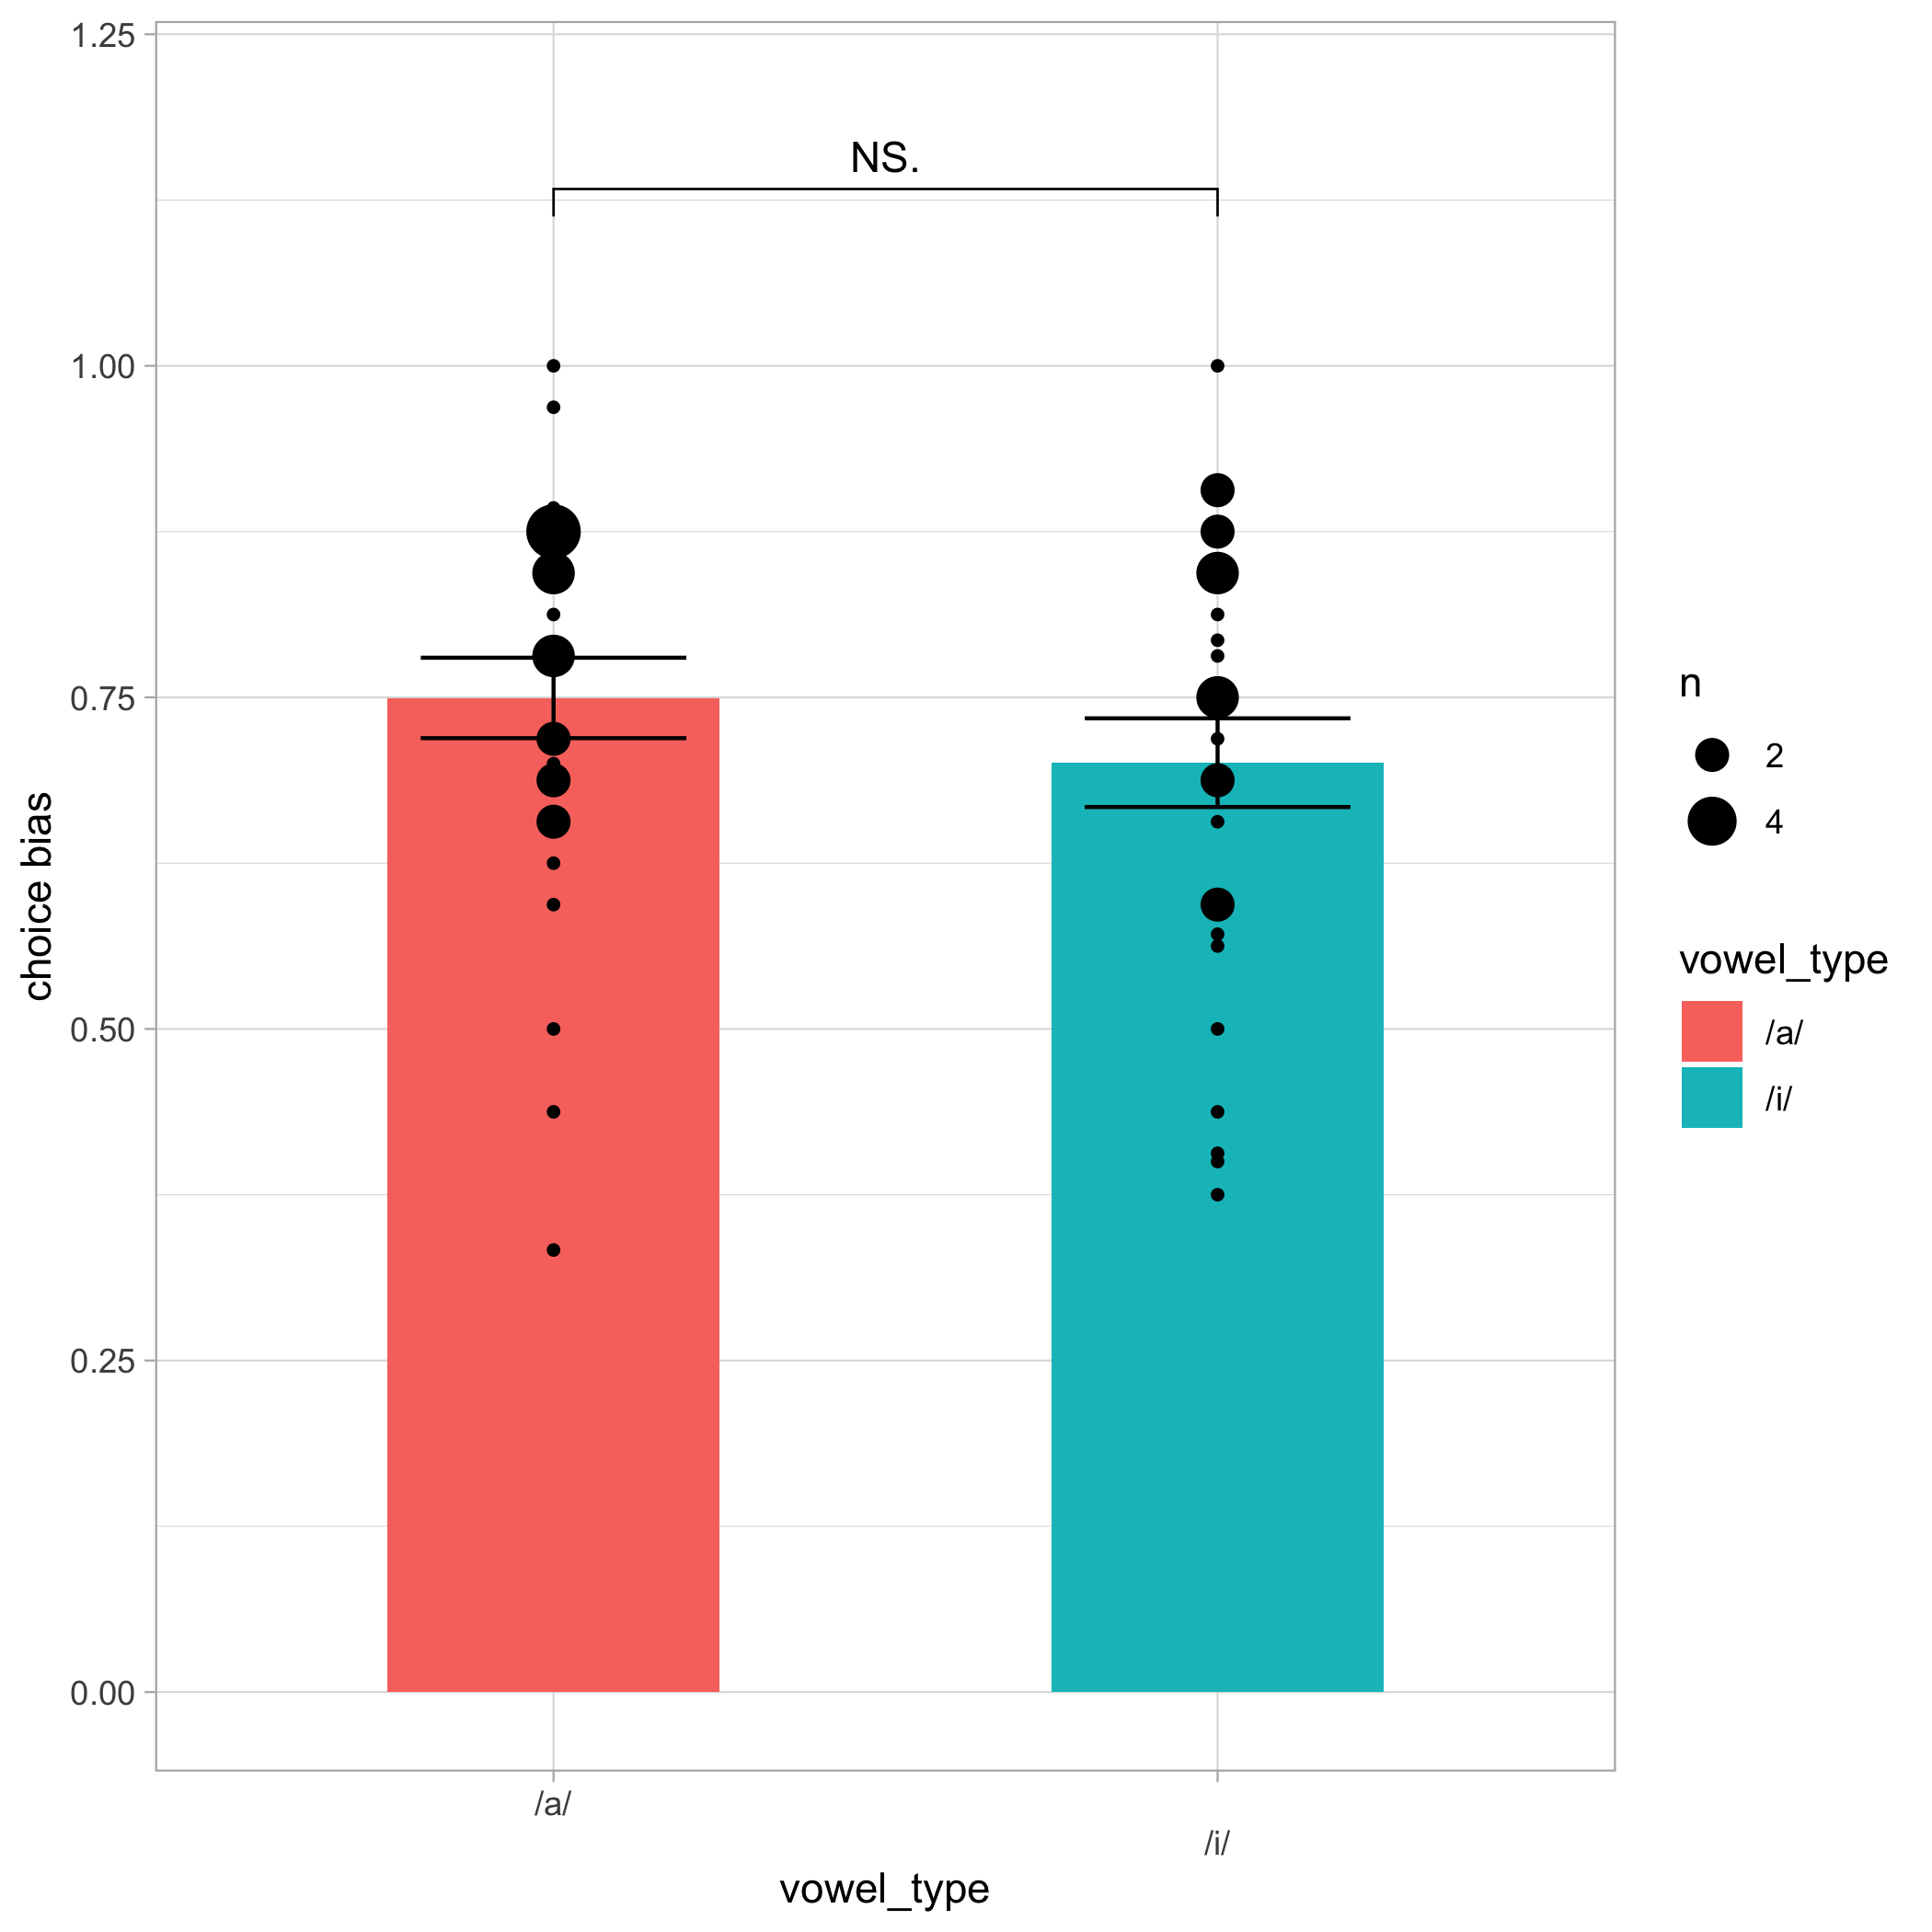 1.25
NS.
1.00
0.75
0.50
0.25
0.00
choice bias
/a/
/i/
vowel_type
n
2
4
vowel_type
/a/
/i/